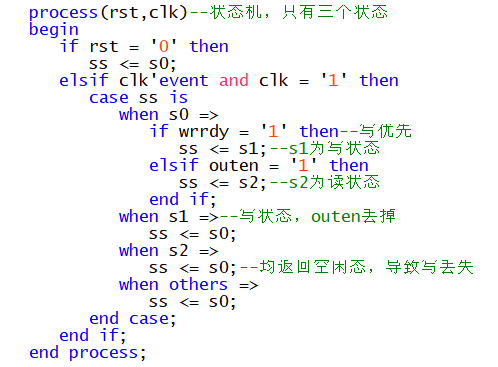 process(rst,clk)--状态机，只有三个状态
begin
   if rst = '0' then
      ss <= s0;
   elsif clk'event and clk = '1' then
      case ss is
         when s0 =>
            if wrrdy = '1' then--写优先
               ss <= s1;--s1为写状态
            elsif outen = '1' then
               ss <= s2;--s2为读状态
            end if;
         when s1 =>--写状态，outen丢掉
            ss <= s0;
         when s2 =>
            ss <= s0;--均返回空闲态，导致写丢失
         when others =>
            ss <= s0;
      end case;
   end if;
end process;